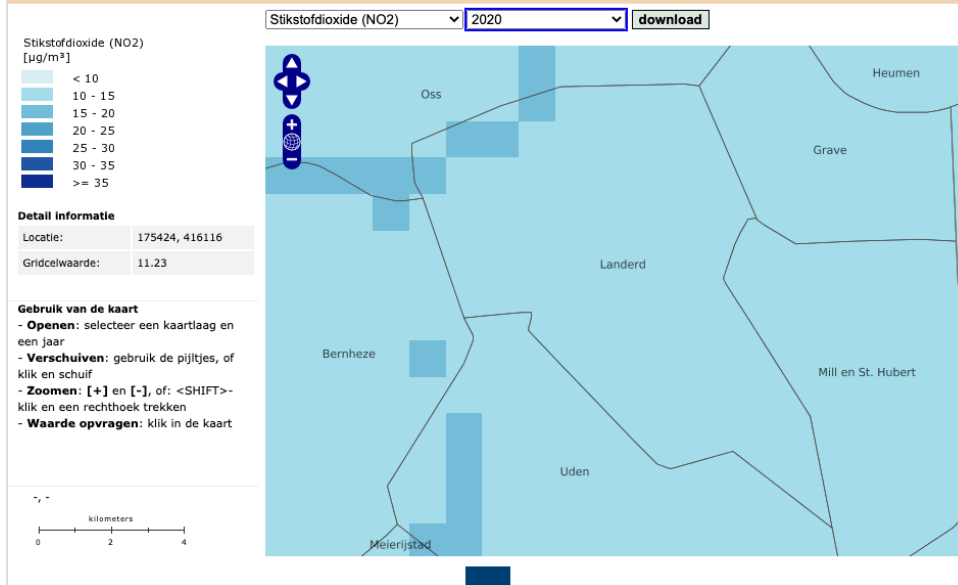 Stikstofdioxide (NO2)
2020
download
Stikstofdioxide (NO2)
[µg/m³]
< 10
10 - 15
15 - 20
20 - 25
25 - 30
30 - 35
>= 35
Detail informatie
Locatie: 175424, 416116
Gridcelwaarde: 11.23
Gebruik van de kaart
- Openen: selecteer een kaartlaag en
een jaar
- Verschuiven: gebruik de pijltjes, of
klik en schuif
- Zoomen: [+] en [-], of: <SHIFT>-
klik en een rechthoek trekken
- Waarde opvragen: klik in de kaart
-, -
kilometers
0 2 4
Oss
Heumen
Grave
Landerd
Bernheze
Mill en St. Hubert
Uden
Meierijstad